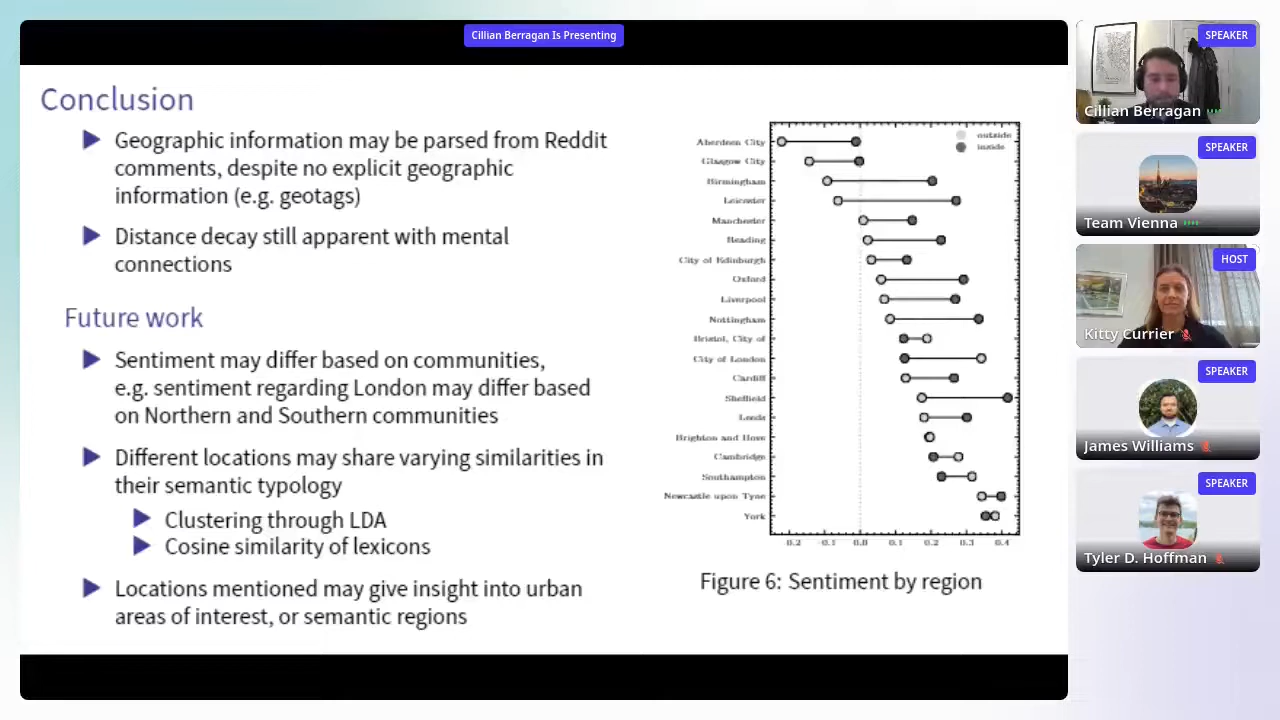 Cillian Berragan Is Presenting
Conclusion
Geographic information may be parsed from Reddit
comments, despite no explicit geographic
information (e.g. geotags)
Distance decay still apparent with mental
connections
Future work
Sentiment may differ based on communities,
e.g. sentiment regarding London may differ based
on Northern and Southern communities
Different locations may share varying similarities in
their semantic typology
Clustering through LDA
Cosine similarity of lexicons
Locations mentioned may give insight into urban
areas of interest, or semantic regions
outside
inside
Aberdeen City
Glasgow City
Birmingham
Leicester
Manchester
Reading
City of Edinburgh
Oxford
Liverpool
Nottingham
Bristol, City of
City of London
Cardiff
Sheffield
Leeds
Brighton and Hove
Cambridge
Southampton
Newcastle upon Tyne
York
0.2 -0.1 0.0 0.1 0.2 0.3 0.4
Figure 6: Sentiment by region
SPEAKER
Cillian Berragan
SPEAKER
Team Vienna
HOST
Kitty Currier
SPEAKER
James Williams
SPEAKER
Tyler D. Hoffman